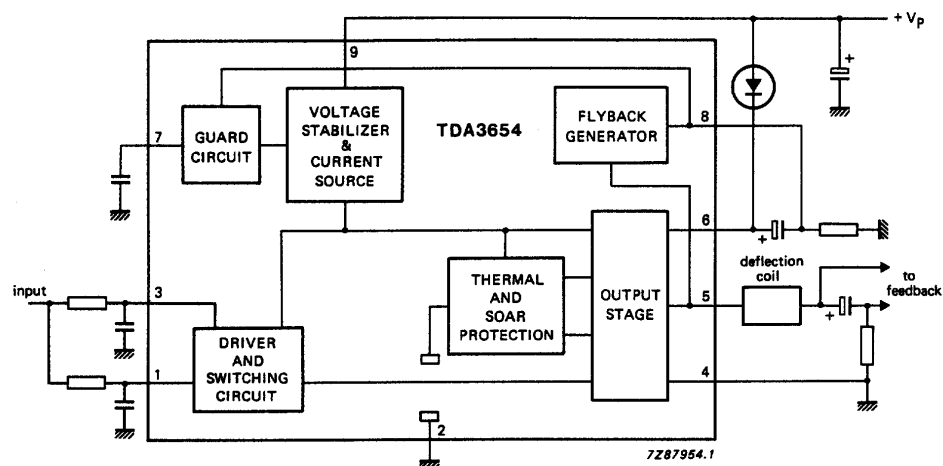 + Vp
9
VOLTAGE
STABILIZER
&
CURRENT
SOURCE
TDA3654
FLYBACK
GENERATOR
8
7
GUARD
CIRCUIT
6
+
+
deflection
coil
to
feedback
THERMAL
AND
SOAR
PROTECTION
OUTPUT
STAGE
5
+
input
3
DRIVER
AND
SWITCHING
CIRCUIT
1
4
2
7Z87954.1